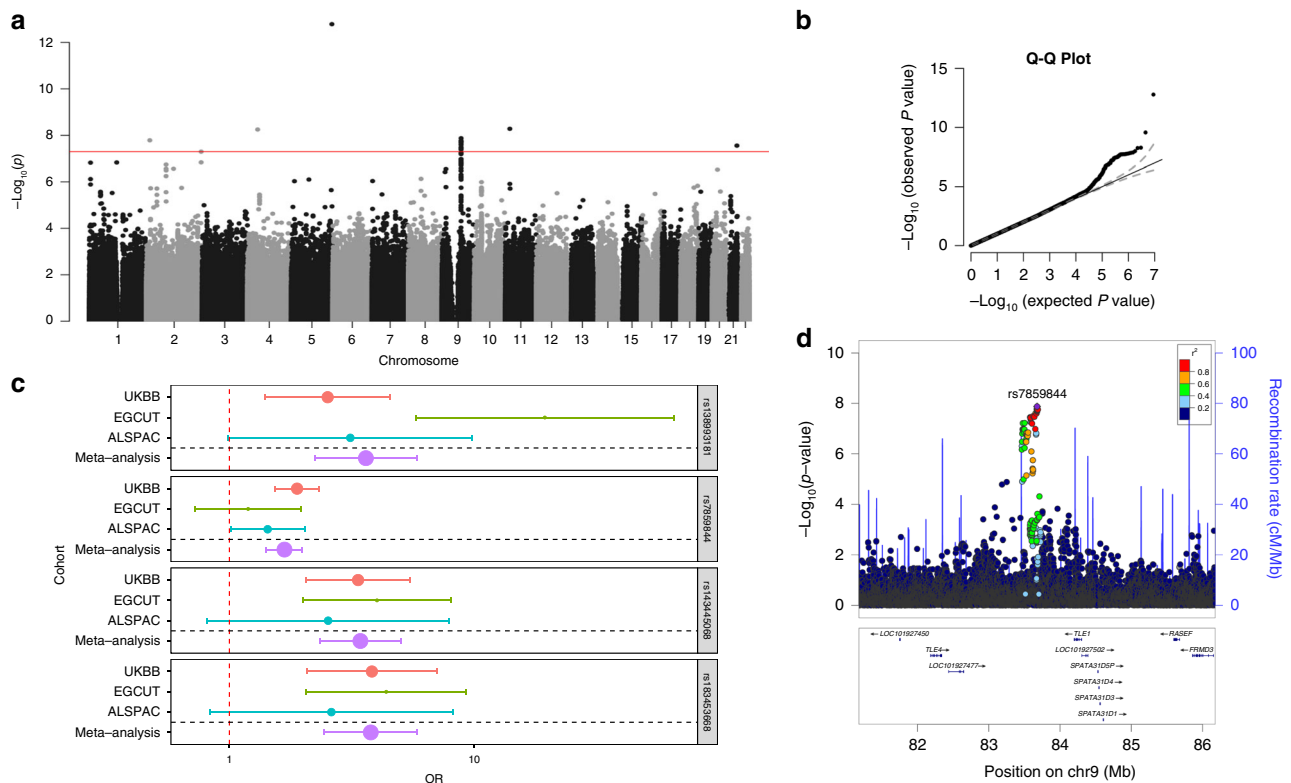 a
12
10
8
6
4
2
0
–Log10(p)
1 2 3 4 5 6 7 8 9 10 11 12 13 15 17 19 21
Chromosome
b
Q-Q Plot
15
10
5
0
–Log10 (observed P value)
0 1 2 3 4 5 6 7
–Log10 (expected P value)
c
Cohort
UKBB
EGCUT
ALSPAC
Meta–analysis
rs138993181
UKBB
EGCUT
ALSPAC
Meta–analysis
rs7859844
UKBB
EGCUT
ALSPAC
Meta–analysis
rs143445068
UKBB
EGCUT
ALSPAC
Meta–analysis
rs183453668
1 10
OR
d
10
8
6
4
2
0
–Log10(p–value)
rs7859844
r2
0.8
0.6
0.4
0.2
100
80
60
40
20
0
Recombination rate (cM/Mb)
←LOC101927450
TLE4→
LOC101927477→
←TLE1
LOC101927502→
SPATA31D5P→
SPATA31D4→
SPATA31D3→
SPATA31D1→
←RASEF
←FRMD3
82 83 84 85 86
Position on chr9 (Mb)